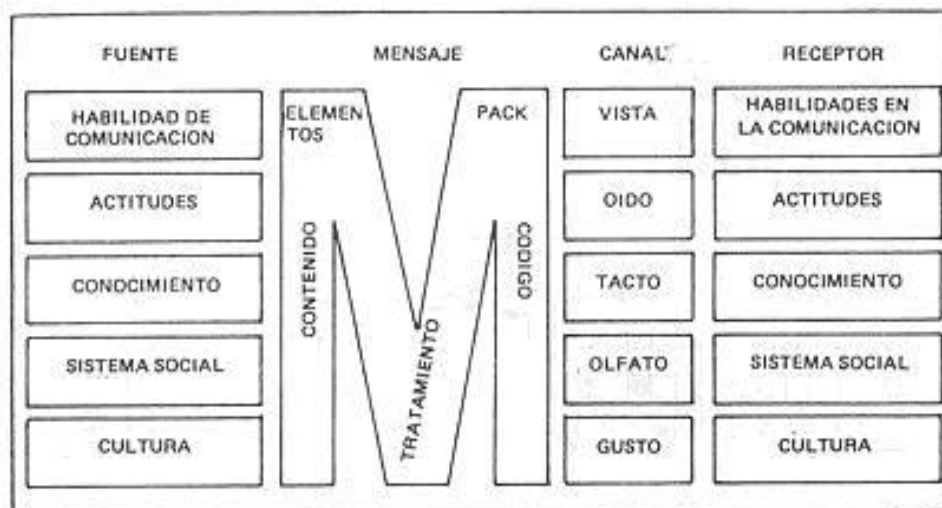 FUENTE
MENSAJE
CANAL
RECEPTOR
HABILIDAD DE
COMUNICACION
ACTITUDES
CONOCIMIENTO
SISTEMA SOCIAL
CULTURA
ELEMEN
TOS
PACK
CONTENIDO
TRATAMIENTO
CODIGO
VISTA
OIDO
TACTO
OLFATO
GUSTO
HABILIDADES EN
LA COMUNICACION
ACTITUDES
CONOCIMIENTO
SISTEMA SOCIAL
CULTURA